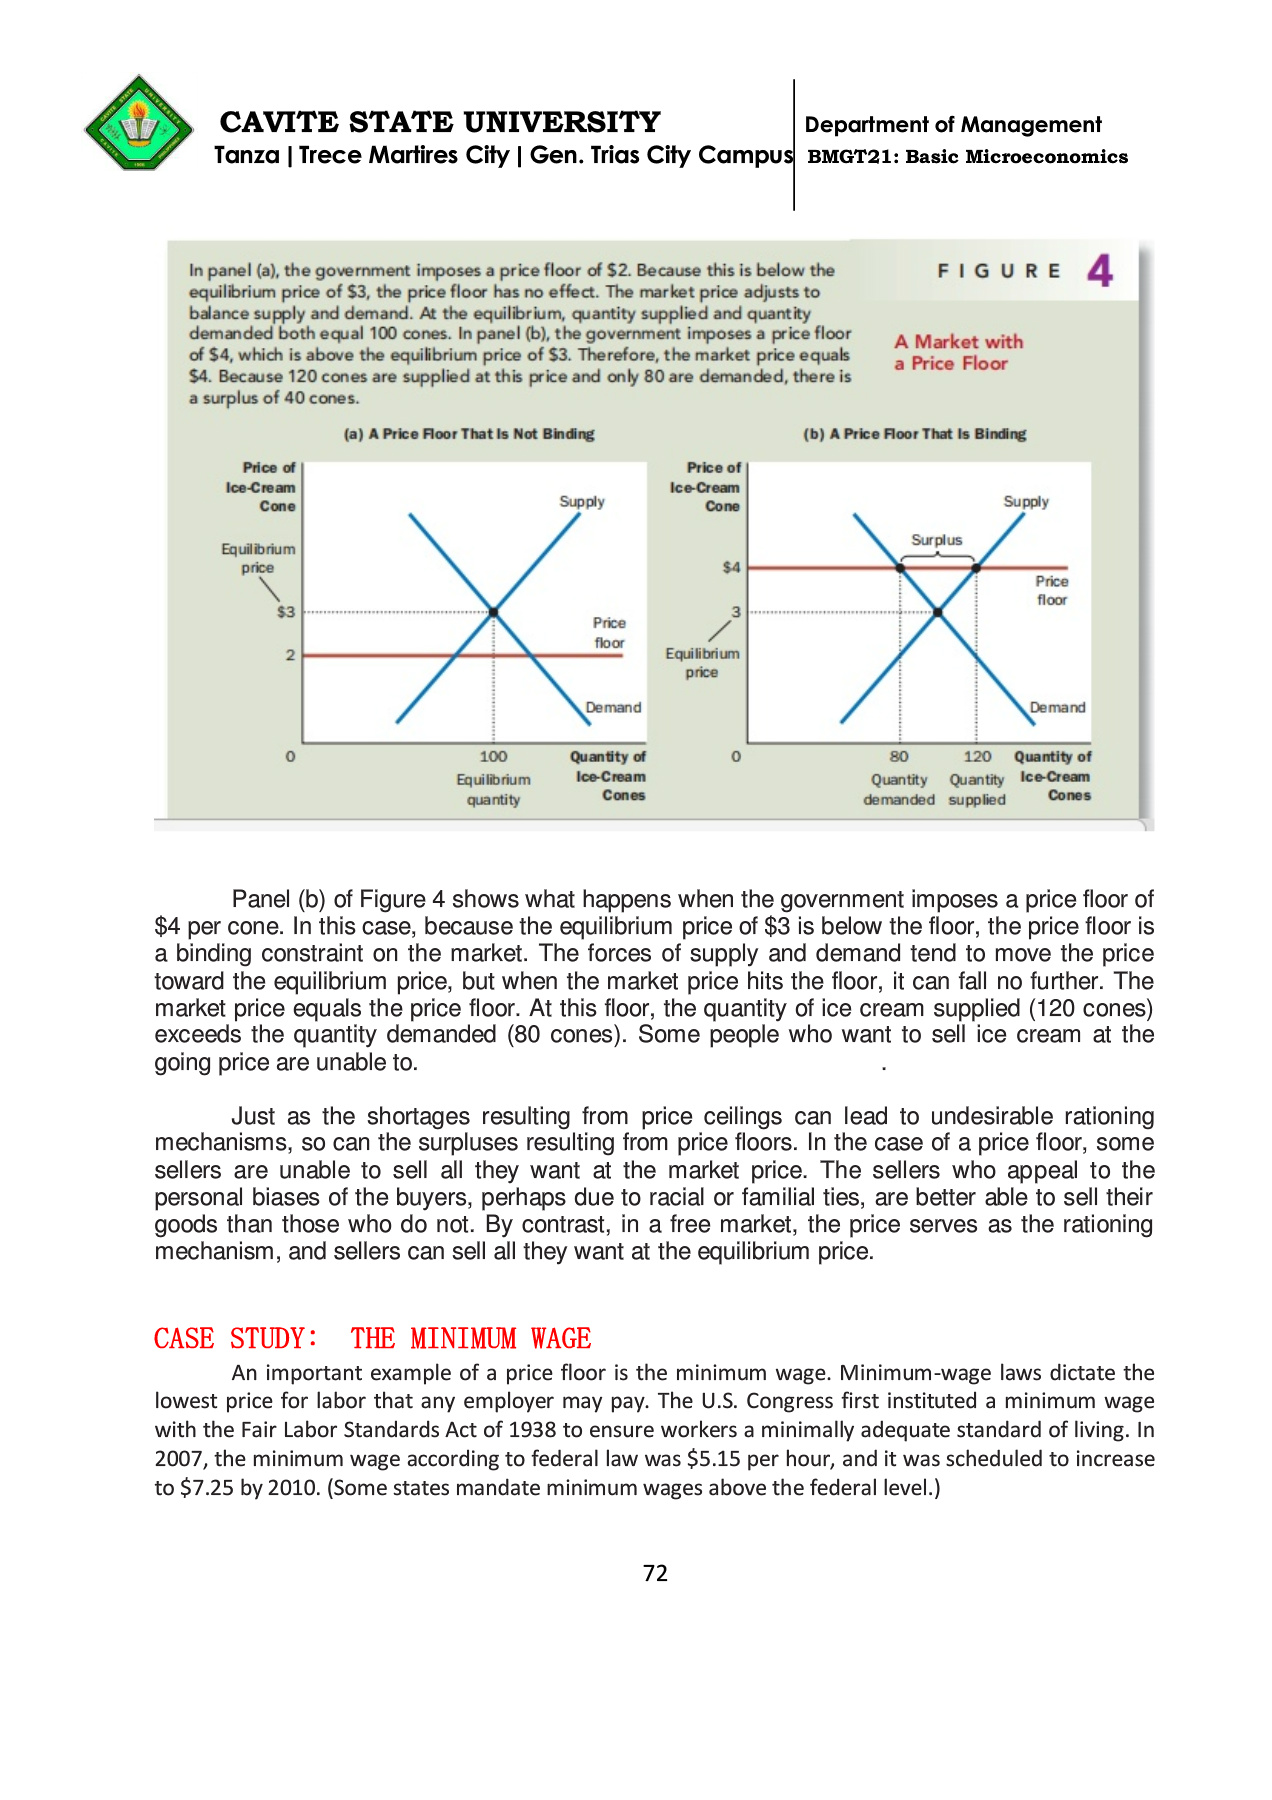 CAVITE STATE UNIVERSITY
Tanza | Trece Martires City | Gen. Trias City Campus
Department of Management
BMGT21: Basic Microeconomics
In panel (a), the government imposes a price floor of $2. Because this is below the
equilibrium price of $3, the price floor has no effect. The market price adjusts to
balance supply and demand. At the equilibrium, quantity supplied and quantity
demanded both equal 100 cones. In panel (b), the government imposes a price floor
of $4, which is above the equilibrium price of $3. Therefore, the market price equals
$4. Because 120 cones are supplied at this price and only 80 are demanded, there is
a surplus of 40 cones.
FIGURE 4
A Market with
a Price Floor
(a) A Price Floor That Is Not Binding
Price of
Ice-Cream
Cone
Supply
Equilibrium
price
$3
Price
floor
2
Demand
0
100
Equilibrium
quantity
Quantity of
Ice-Cream
Cones
(b) A Price Floor That Is Binding
Price of
Ice-Cream
Cone
Supply
Surplus
$4
Price
floor
3
Equilibrium
price
Demand
0
80
Quantity
demanded
120
Quantity
supplied
Quantity of
Ice-Cream
Cones
Panel (b) of Figure 4 shows what happens when the government imposes a price floor of
$4 per cone. In this case, because the equilibrium price of $3 is below the floor, the price floor is
a binding constraint on the market. The forces of supply and demand tend to move the price
toward the equilibrium price, but when the market price hits the floor, it can fall no further. The
market price equals the price floor. At this floor, the quantity of ice cream supplied (120 cones)
exceeds the quantity demanded (80 cones). Some people who want to sell ice cream at the
going price are unable to. .
Just as the shortages resulting from price ceilings can lead to undesirable rationing
mechanisms, so can the surpluses resulting from price floors. In the case of a price floor, some
sellers are unable to sell all they want at the market price. The sellers who appeal to the
personal biases of the buyers, perhaps due to racial or familial ties, are better able to sell their
goods than those who do not. By contrast, in a free market, the price serves as the rationing
mechanism, and sellers can sell all they want at the equilibrium price.
CASE STUDY: THE MINIMUM WAGE
An important example of a price floor is the minimum wage. Minimum-wage laws dictate the
lowest price for labor that any employer may pay. The U.S. Congress first instituted a minimum wage
with the Fair Labor Standards Act of 1938 to ensure workers a minimally adequate standard of living. In
2007, the minimum wage according to federal law was $5.15 per hour, and it was scheduled to increase
to $7.25 by 2010. (Some states mandate minimum wages above the federal level.)
72